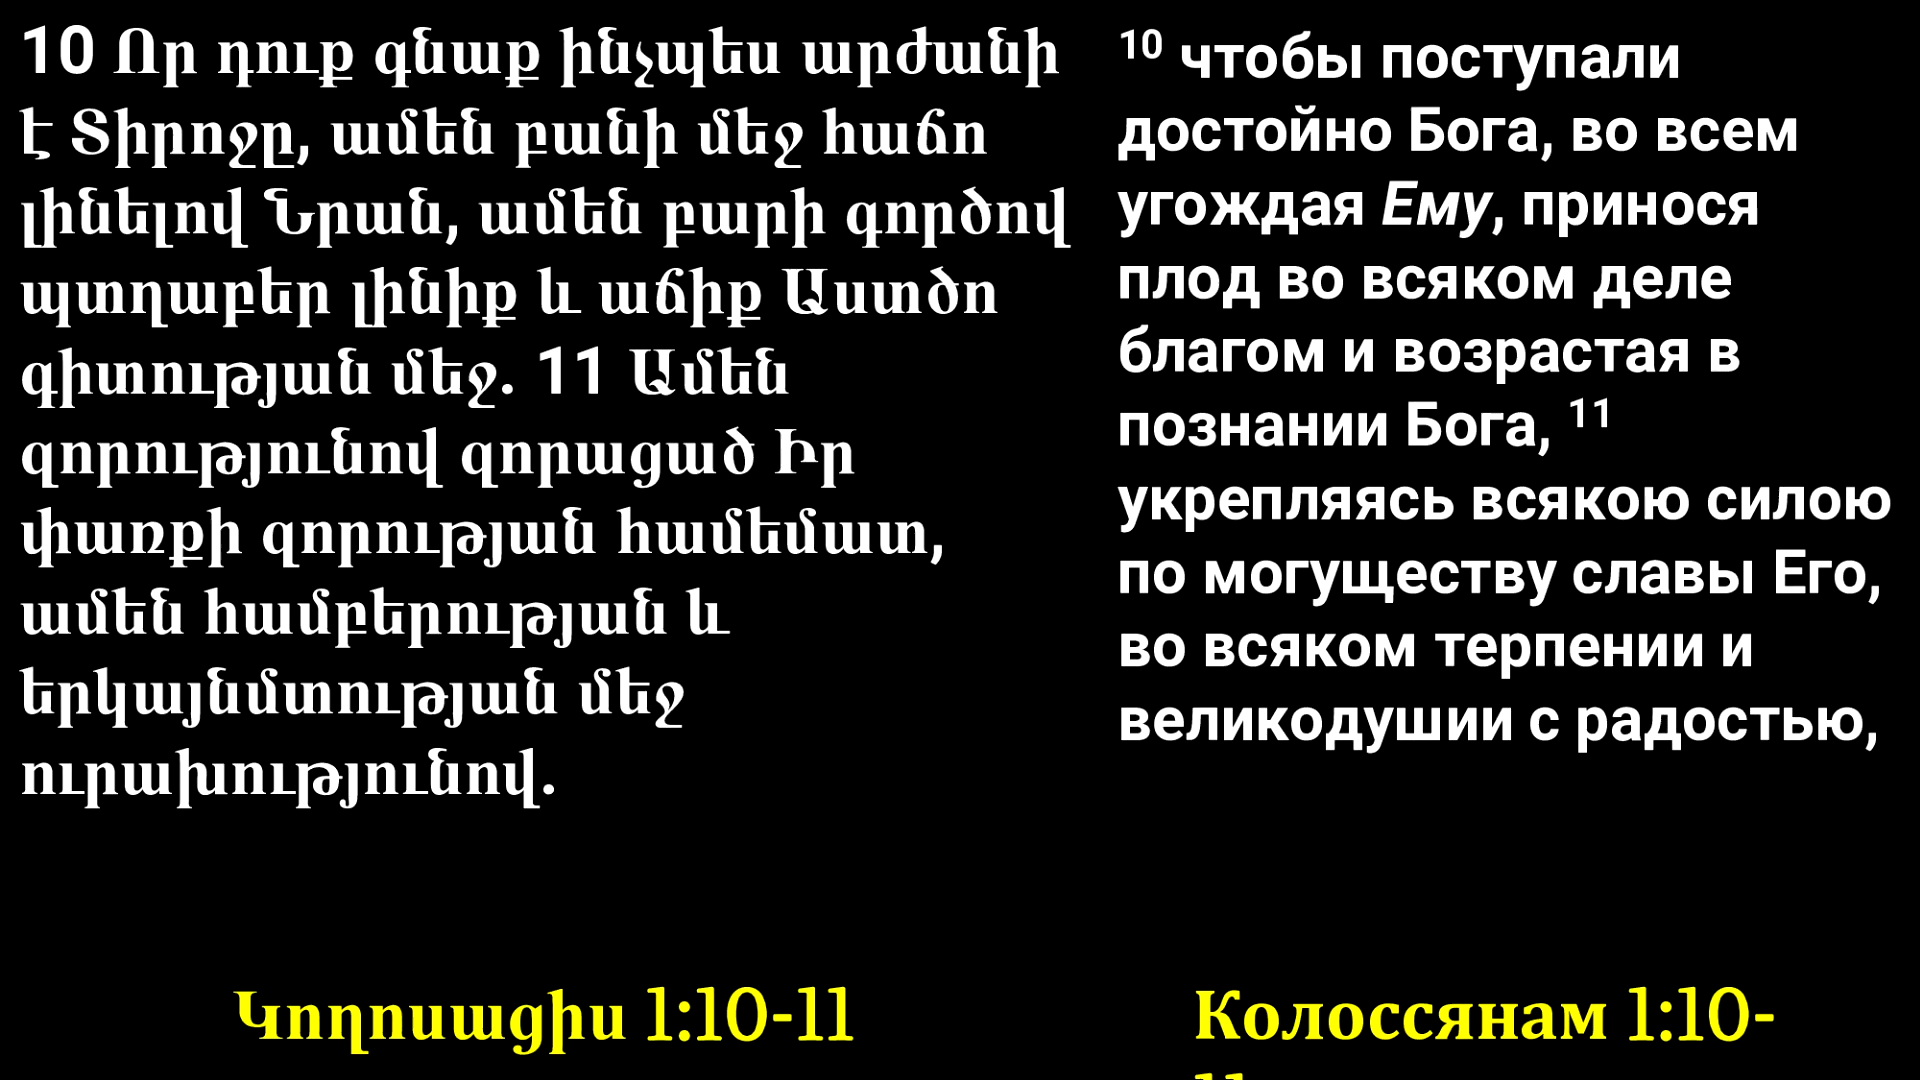 10 Որ դուք գնաք ինչպես արժանի
է Տիրոջը, ամեն բանի մեջ հաճո
լինելով Նրան, ամեն բարի գործով
պտղաբեր լինիք և աճիք Աստծո
գիտության մեջ. 11 Ամեն
զորությունով զորացած Իր
փառքի զորության համեմատ,
ամեն համբերության և
երկայնմտության մեջ
ուրախությունով.
10 чтобы поступали
достойно Бога, во всем
угождая Ему, принося
плод во всяком деле
благом и возрастая в
познании Бога, 11
укрепляясь всякою силою
по могуществу славы Его,
во всяком терпении и
великодушии с радостью,
Կողոսացիս 1:10-11
Колоссянам 1:10-